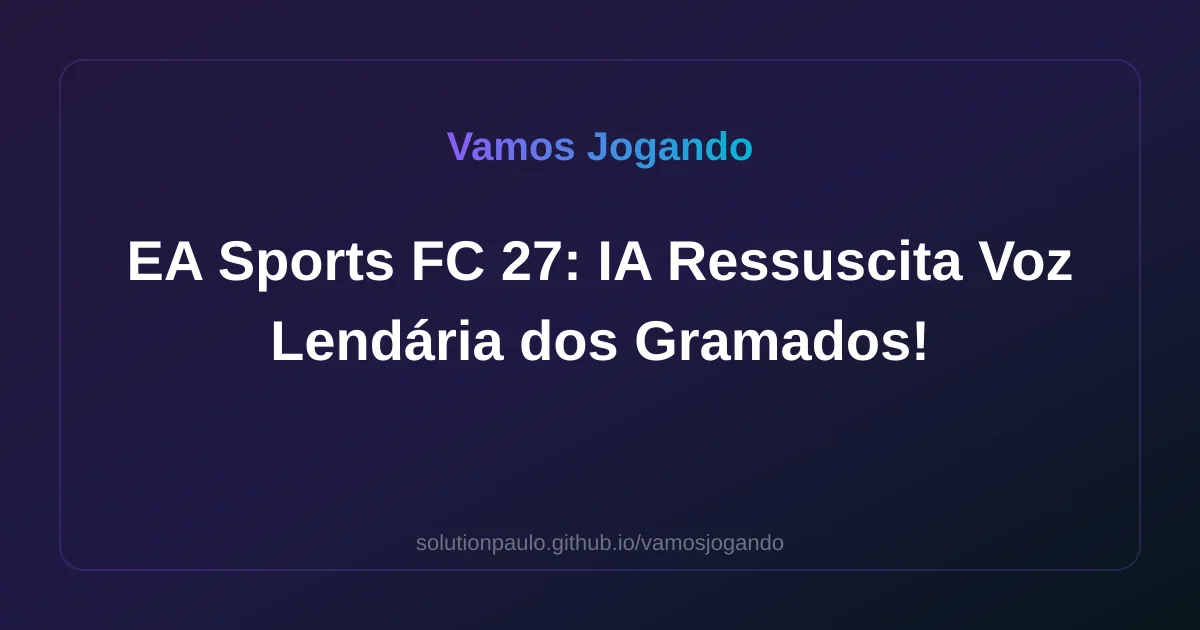 Vamos Jogando
EA Sports FC 27: IA Ressuscita Voz
Lendária dos Gramados!
solutionpaulo.github.io/vamosjogando